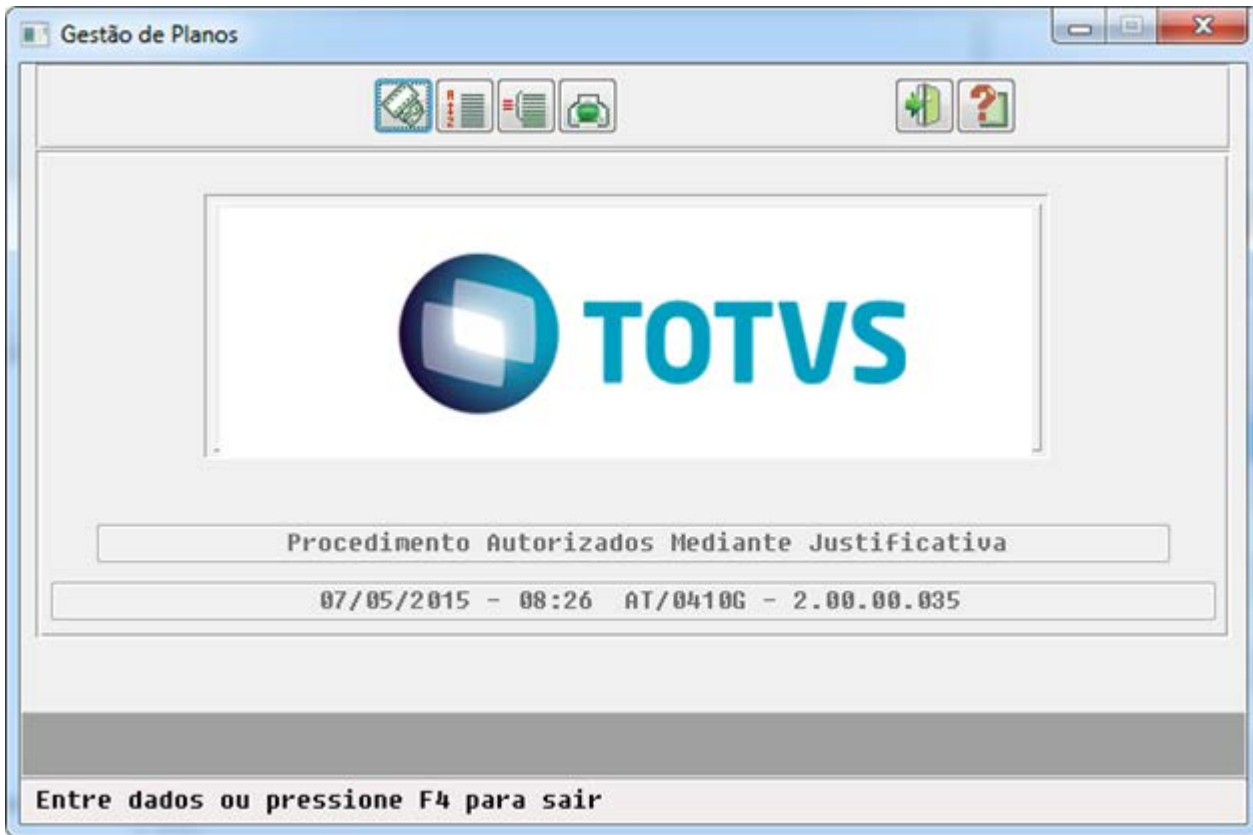 Gestão de Planos
TOTVS
Procedimento Autorizados Mediante Justificativa
07/05/2015 - 08:26 AT/0410G - 2.00.00.035
Entre dados ou pressione F4 para sair